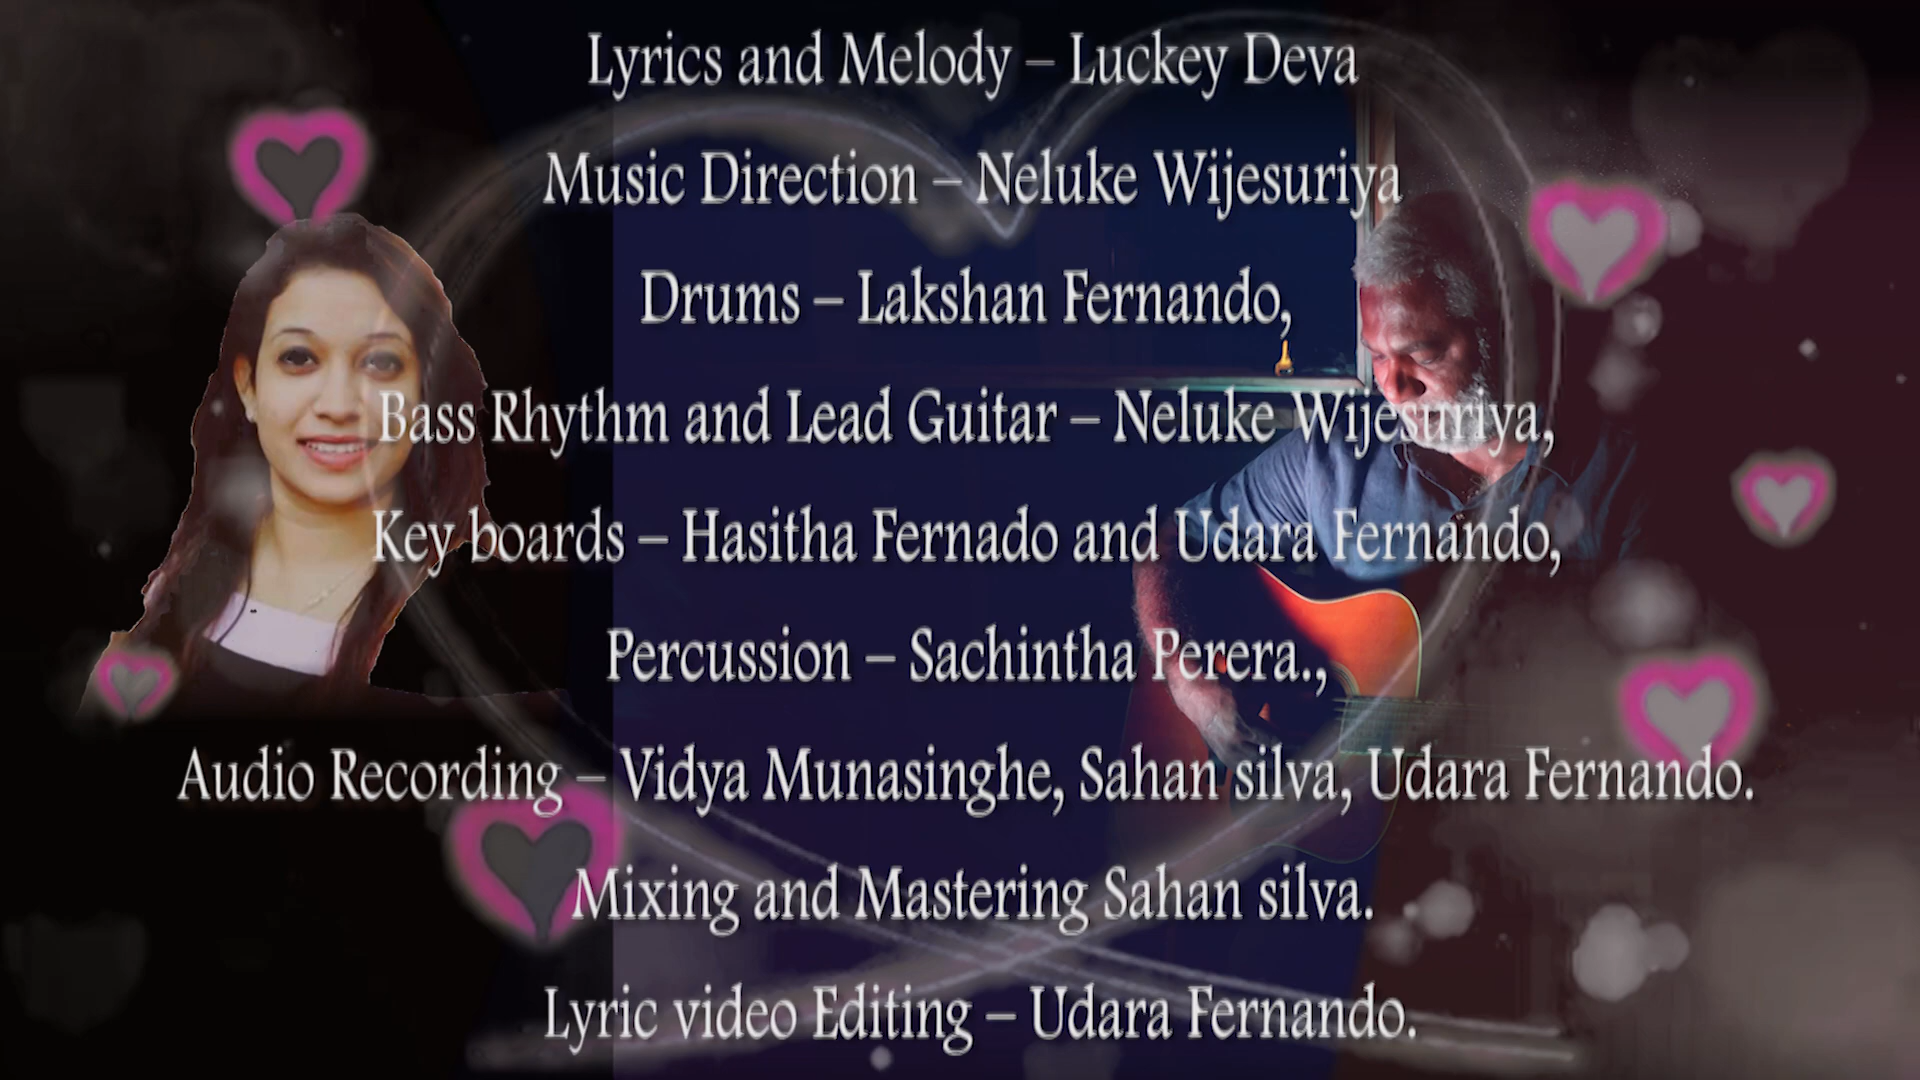 Lyrics and Melody – Luckey Deva
Music Direction – Neluke Wijesuriya
Drums – Lakshan Fernando,
Bass Rhythm and Lead Guitar – Neluke Wijesuriya,
Key boards – Hasitha Fernado and Udara Fernando,
Percussion – Sachintha Perera.,
Audio Recording – Vidya Munasinghe, Sahan silva, Udara Fernando.
Mixing and Mastering Sahan silva.
Lyric video Editing – Udara Fernando.